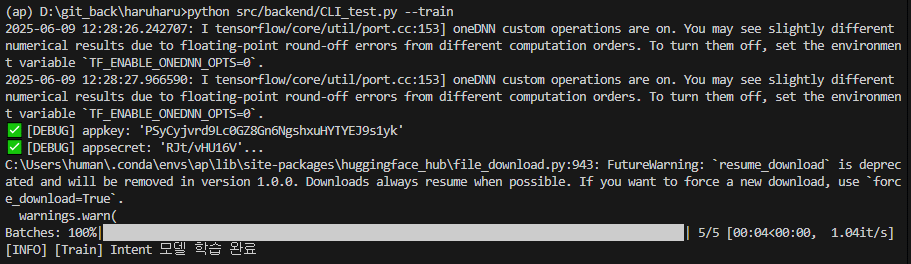 (ap) D:\git_back\haruharu>python src/backend/CLI_test.py --train
2025-06-09 12:28:26.242707: I tensorflow/core/util/port.cc:153] oneDNN custom operations are on. You may see slightly different
numerical results due to floating-point round-off errors from different computation orders. To turn them off, set the environmen
t variable `TF_ENABLE_ONEDNN_OPTS=0`.
2025-06-09 12:28:27.966590: I tensorflow/core/util/port.cc:153] oneDNN custom operations are on. You may see slightly different
numerical results due to floating-point round-off errors from different computation orders. To turn them off, set the environmen
t variable `TF_ENABLE_ONEDNN_OPTS=0`.
✅ [DEBUG] appkey: 'PSyCyjvrd9Lc0GZ8Gn6NgshxuHYTYEJ9s1yk'
✅ [DEBUG] appsecret: 'RJt/vHU16V'...
C:\Users\human\.conda\envs\ap\lib\site-packages\huggingface_hub\file_download.py:943: FutureWarning: `resume_download` is deprec
ated and will be removed in version 1.0.0. Downloads always resume when possible. If you want to force a new download, use `forc
e_download=True`.
  warnings.warn(
Batches: 100%|                                                  | 5/5 [00:04<00:00,  1.04it/s]
[INFO] [Train] Intent 모델 학습 완료